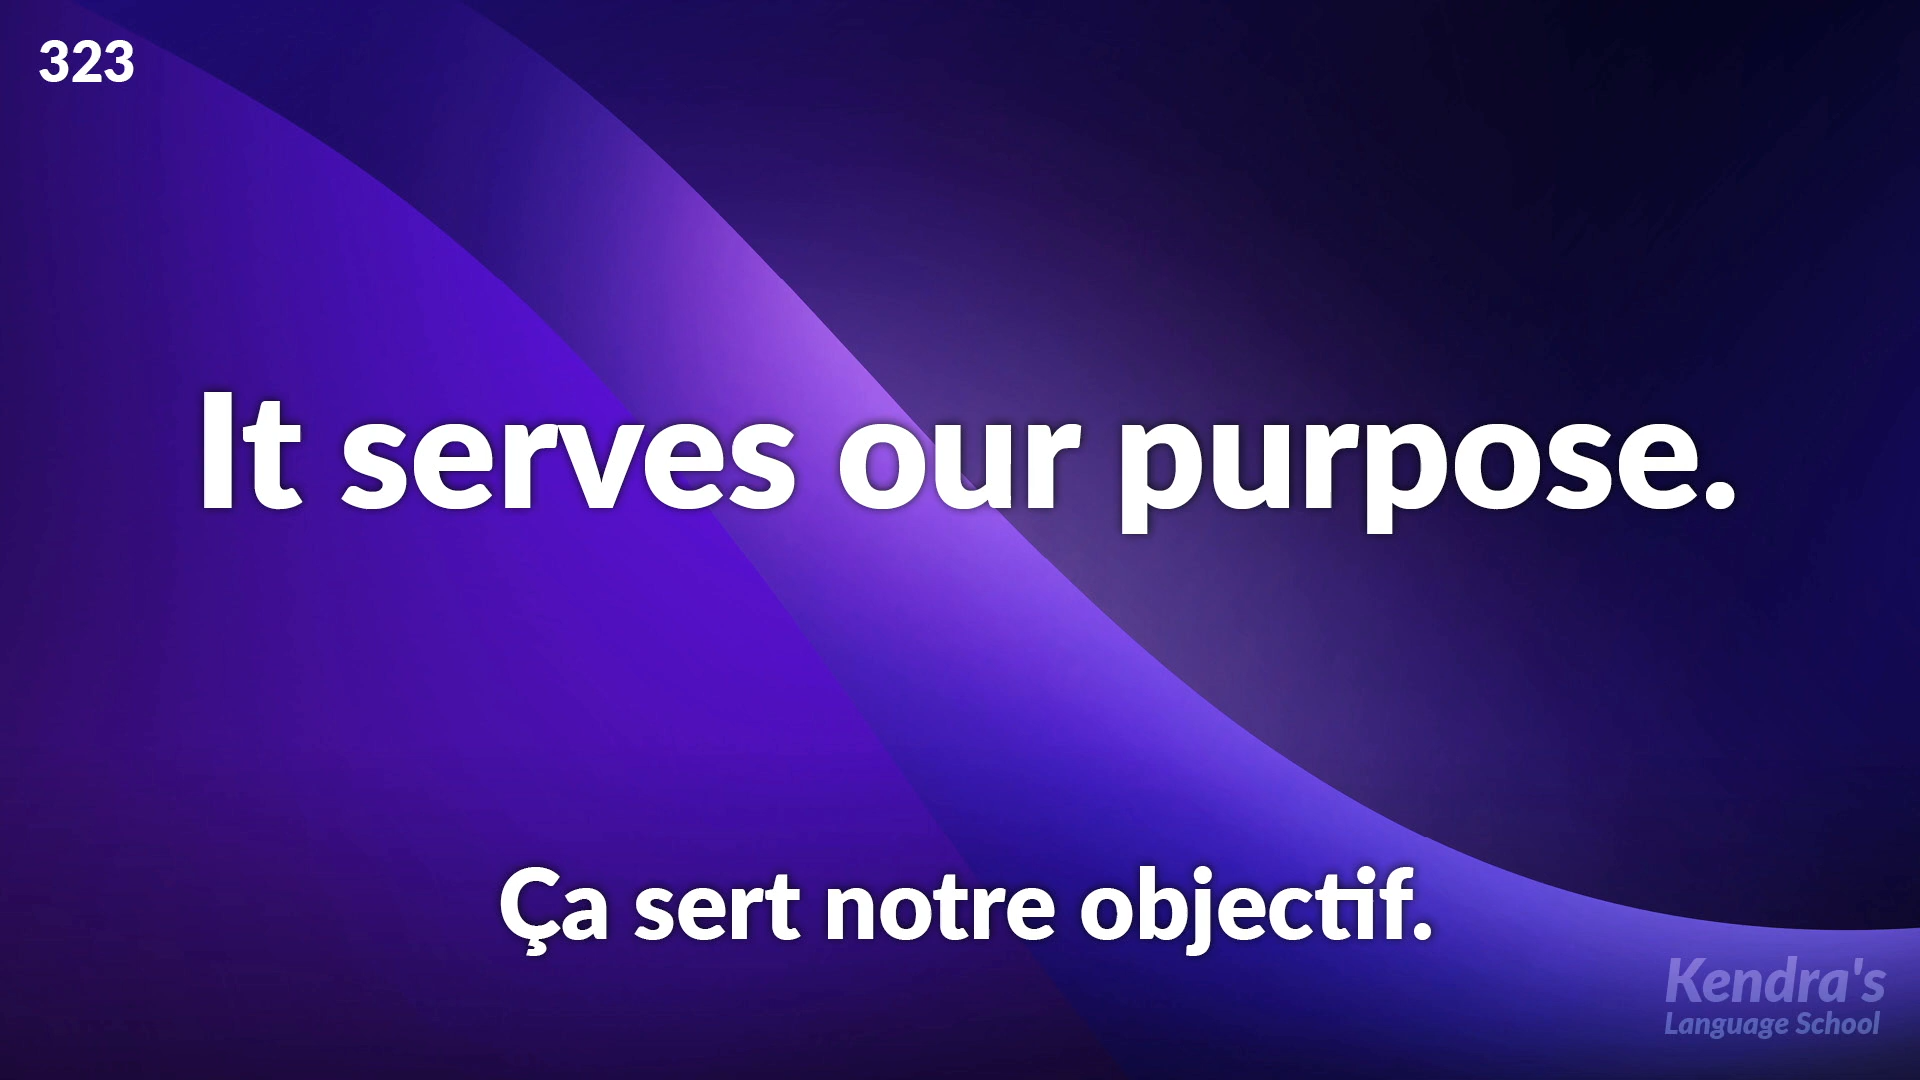 323
It serves our purpose.
Ça sert notre objectif.
Kendra's
Language School